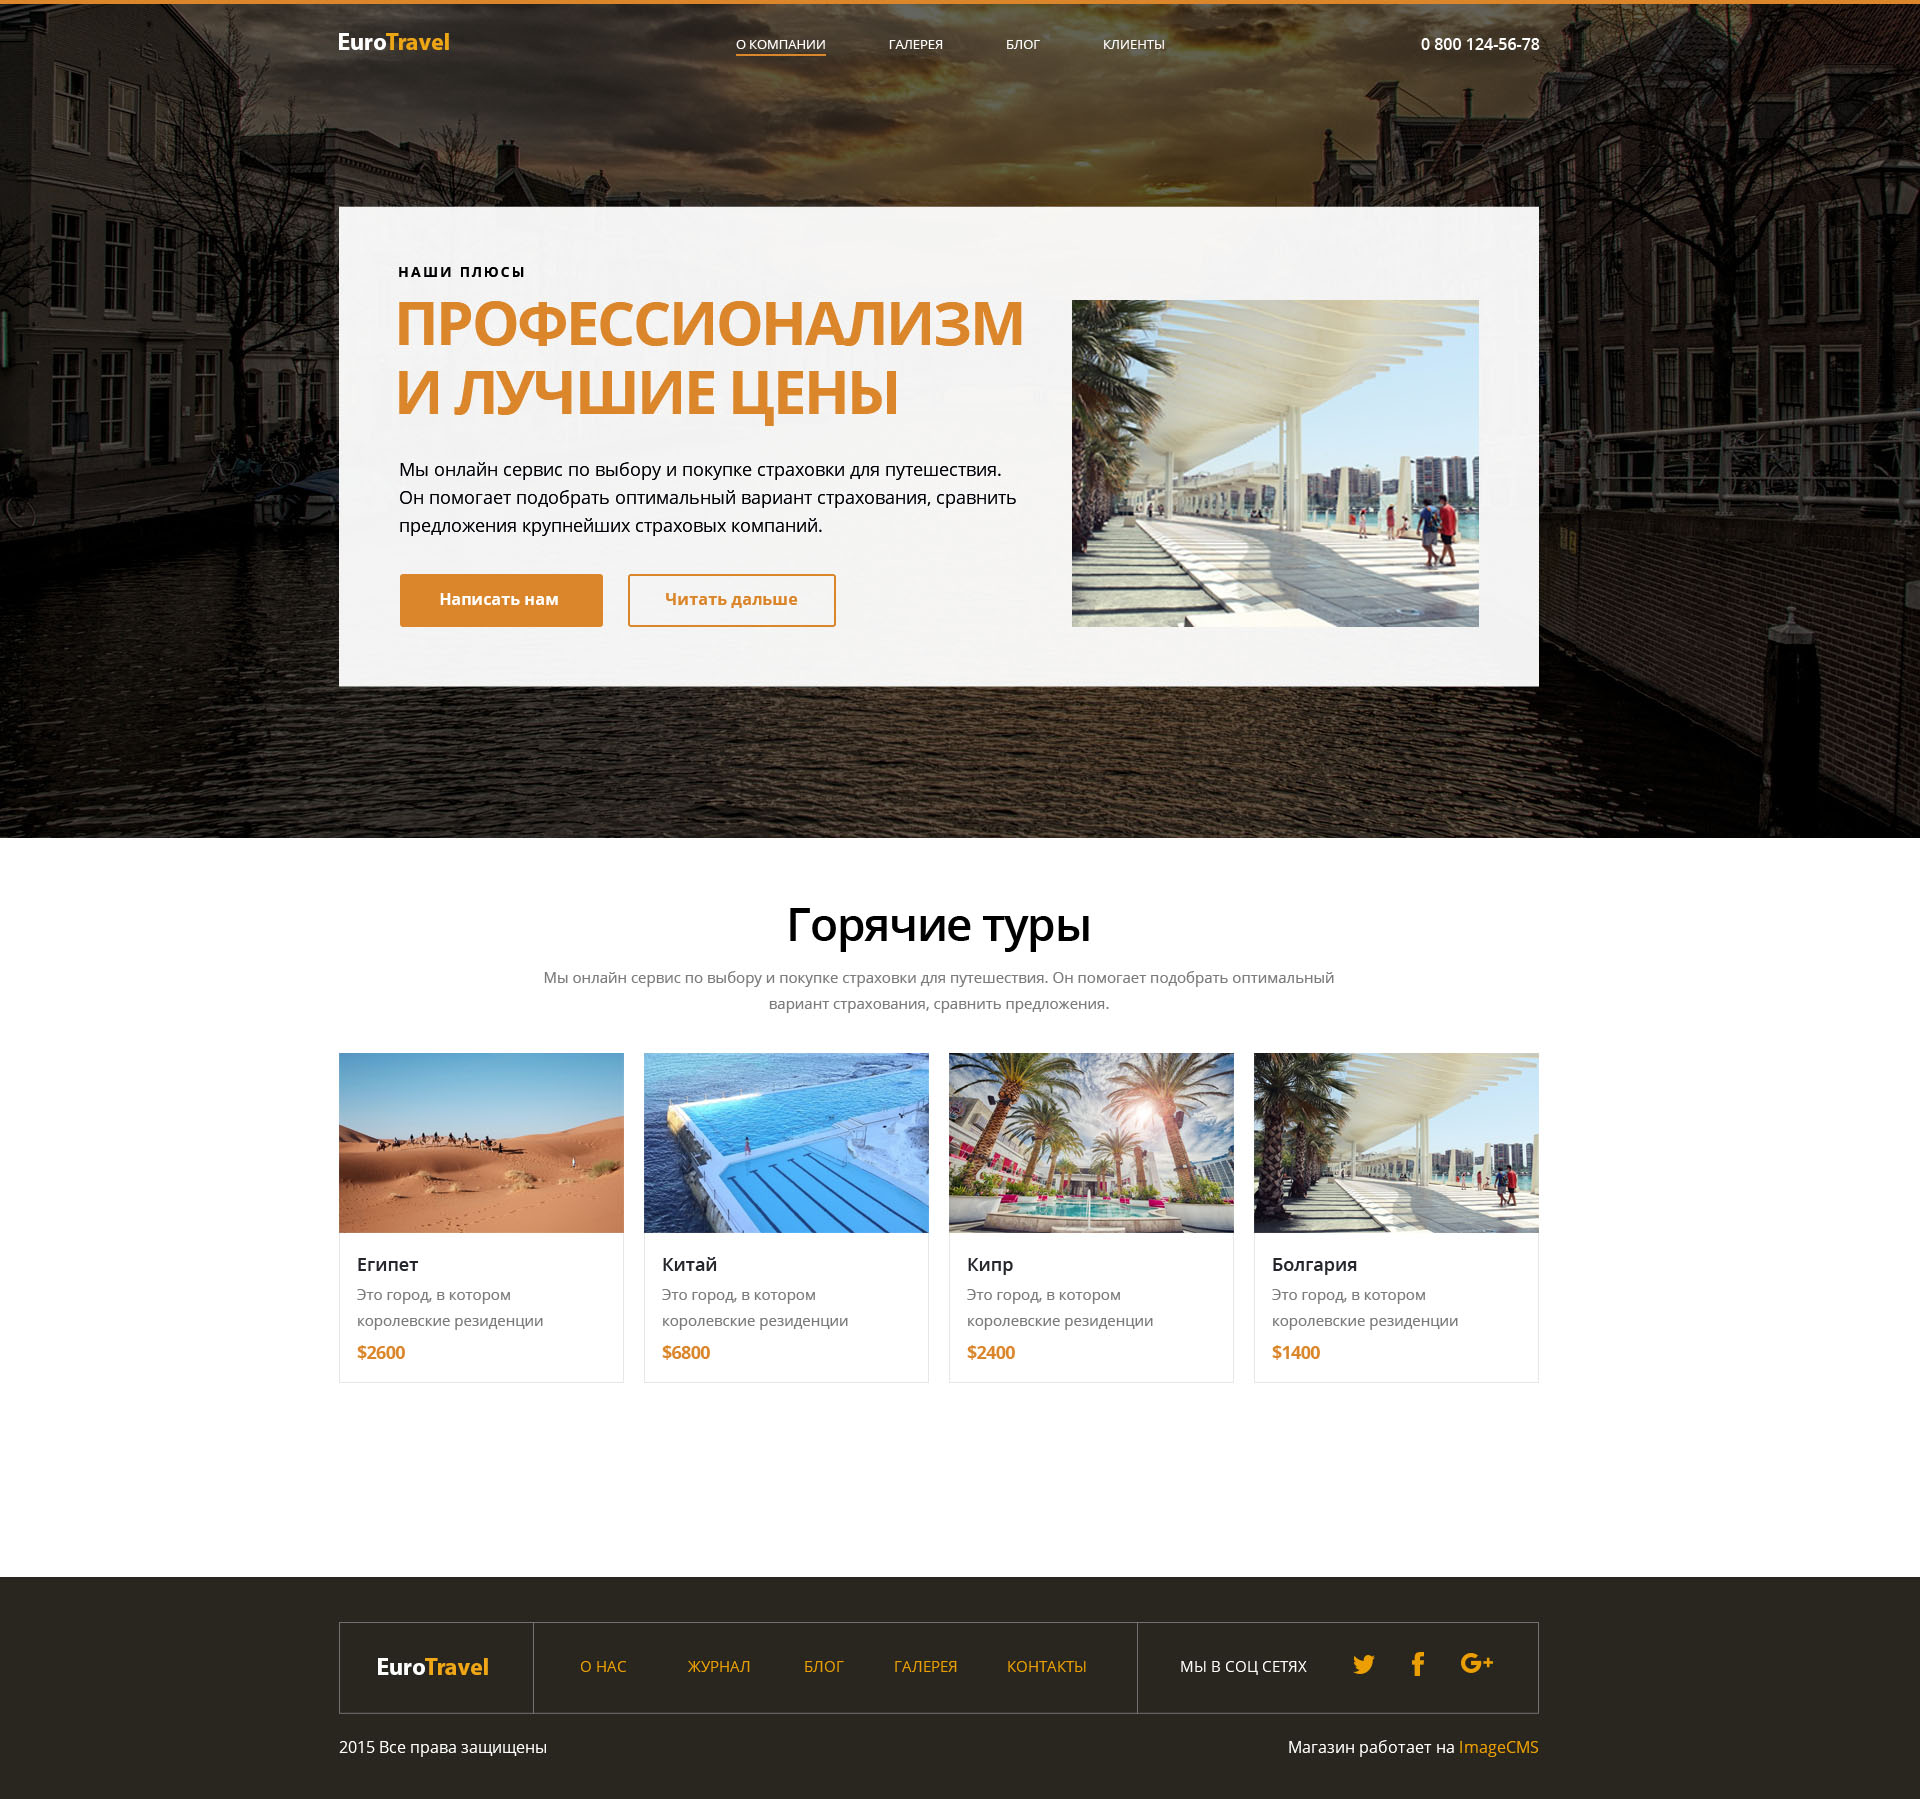 EuroTravel
О КОМПАНИИ ГАЛЕРЕЯ БЛОГ КЛИЕНТЫ
0 800 124-56-78
НАШИ ПЛЮСЫ
ПРОФЕССИОНАЛИЗМ
И ЛУЧШИЕ ЦЕНЫ
Мы онлайн сервис по выбору и покупке страховки для путешествия.
Он помогает подобрать оптимальный вариант страхования, сравнить
предложения крупнейших страховых компаний.
Написать нам
Читать дальше
Горячие туры
Мы онлайн сервис по выбору и покупке страховки для путешествия. Он помогает подобрать оптимальный
вариант страхования, сравнить предложения.
Египет
Это город, в котором
королевские резиденции
$2600
Китай
Это город, в котором
королевские резиденции
$6800
Кипр
Это город, в котором
королевские резиденции
$2400
Болгария
Это город, в котором
королевские резиденции
$1400
EuroTravel
О НАС ЖУРНАЛ БЛОГ ГАЛЕРЕЯ КОНТАКТЫ
МЫ В СОЦ СЕТЯХ
2015 Все права защищены
Магазин работает на ImageCMS